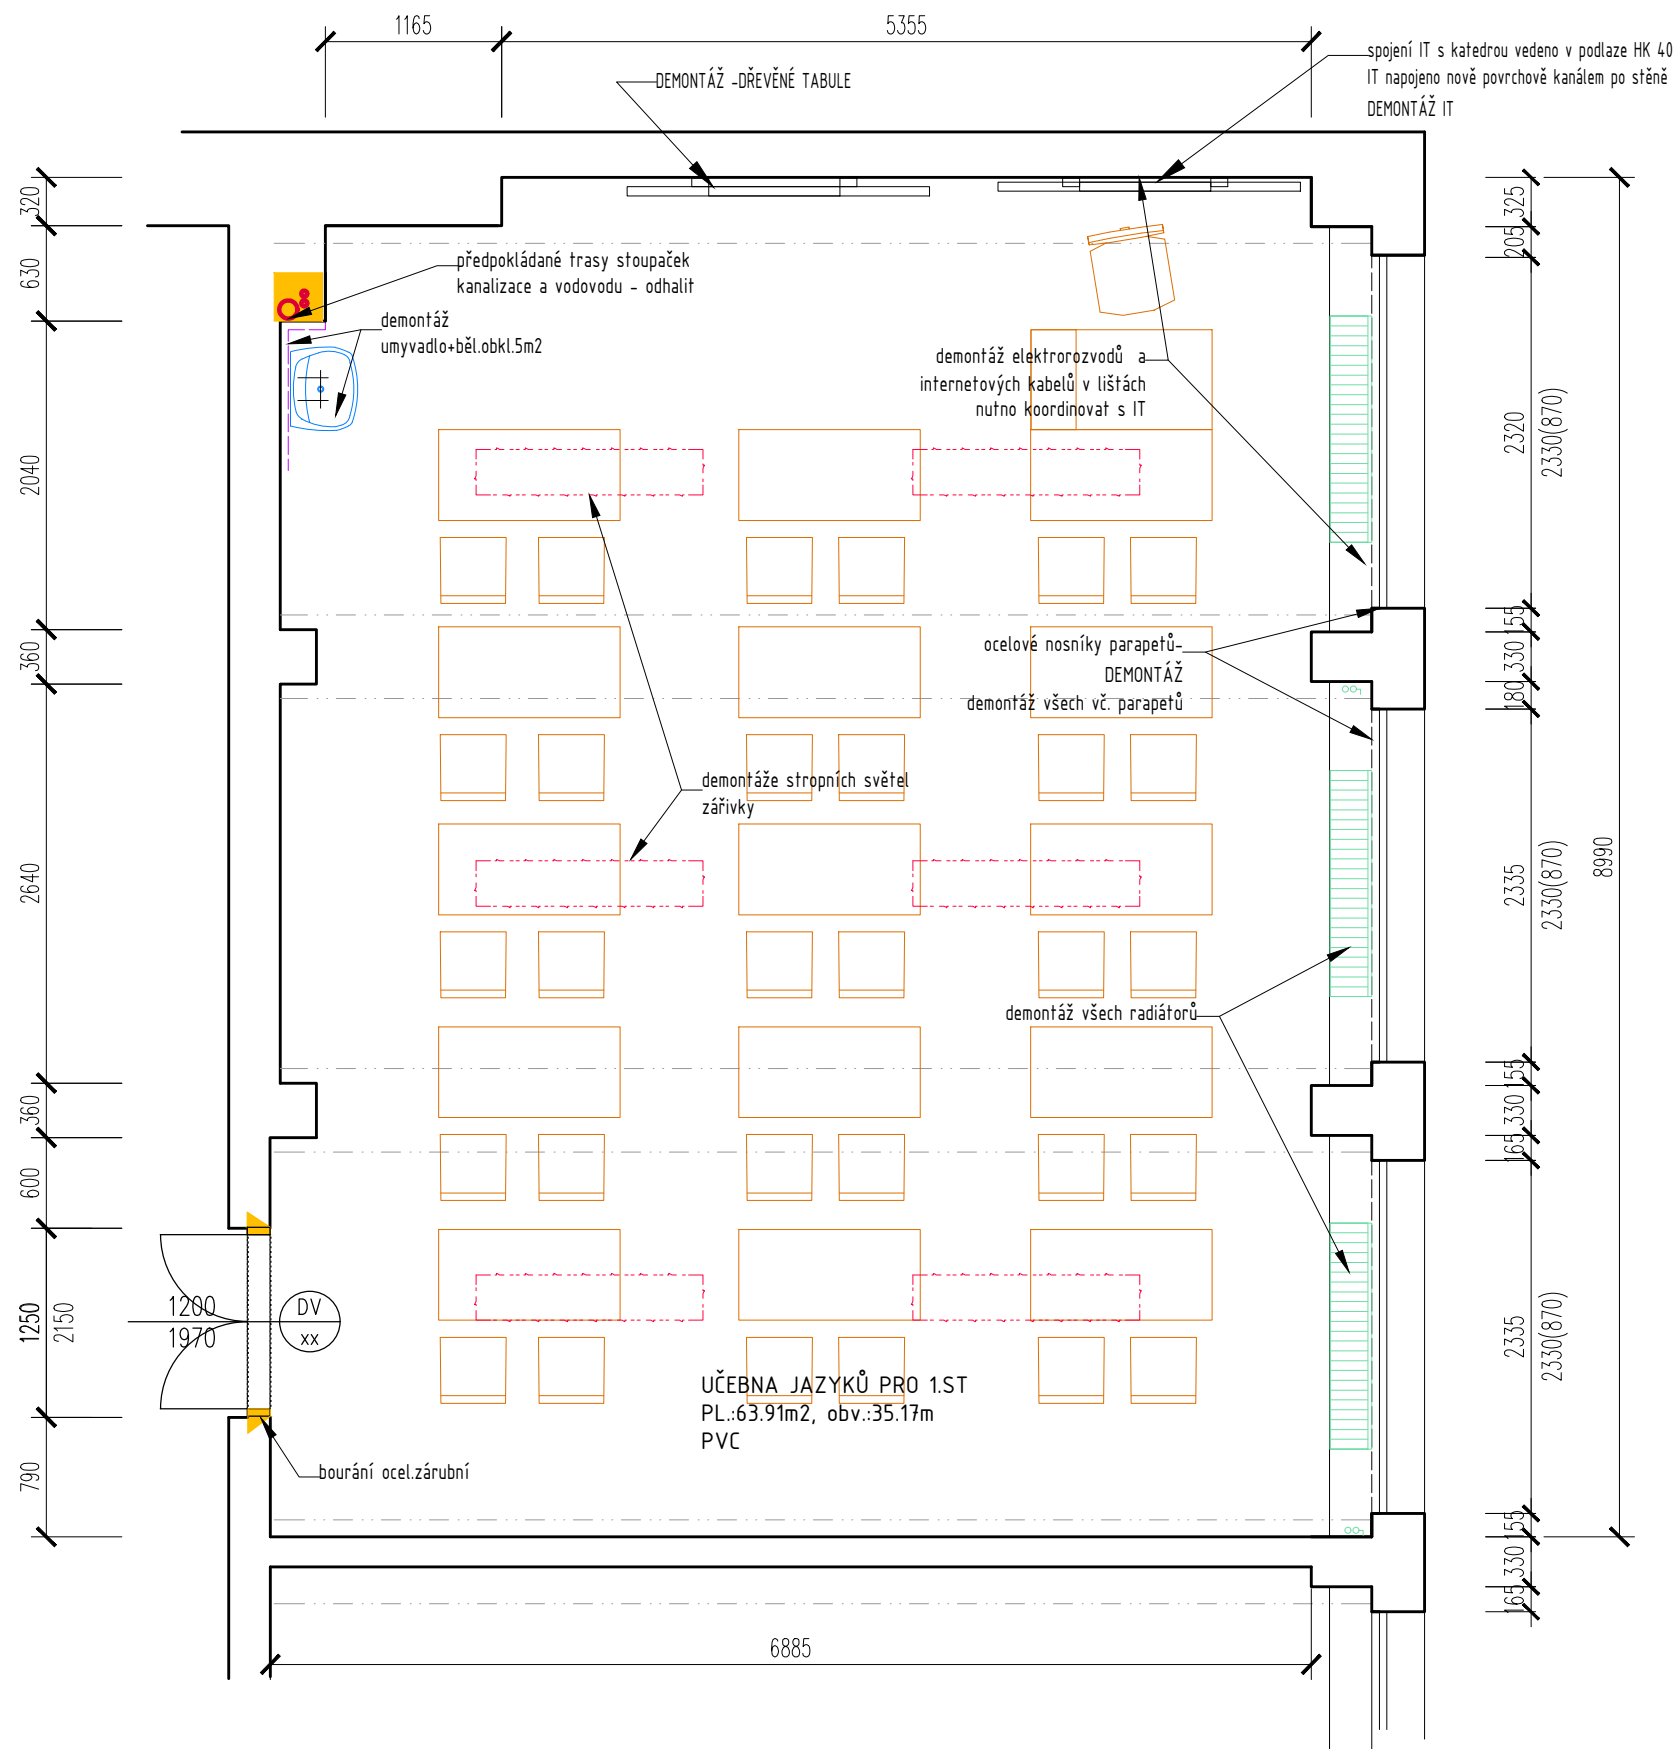 1165
5355
spojení IT s katedrou vedeno v podlaze HK 40
IT napojeno nově povrchově kanálem po stěně
DEMONTÁŽ IT
DEMONTÁŽ -DŘEVĚNÉ TABULE
320
630
2040
360
2640
360
600
1250
2150
790
předpokládané trasy stoupaček
kanalizace a vodovodu - odhalit
demontáž
umyvadlo+běl.obkl.5m2
demontáž elektrorozvodů a
internetových kabelů v lištách
nutno koordinovat s IT
ocelové nosníky parapetů-
DEMONTÁŽ
demontáž všech vč. parapetů
demontáže stropních světel
zářivky
demontáž všech radiátorů
1200
1970
DV
xx
UČEBNA JAZYKŮ PRO 1.ST
PL.:63.91m2, obv.:35.17m
PVC
bourání ocel.zárubní
6885
325
205
2320
2330(870)
155
330
180
2335
2330(870)
155
330
165
2335
2330(870)
155
330
165
8990